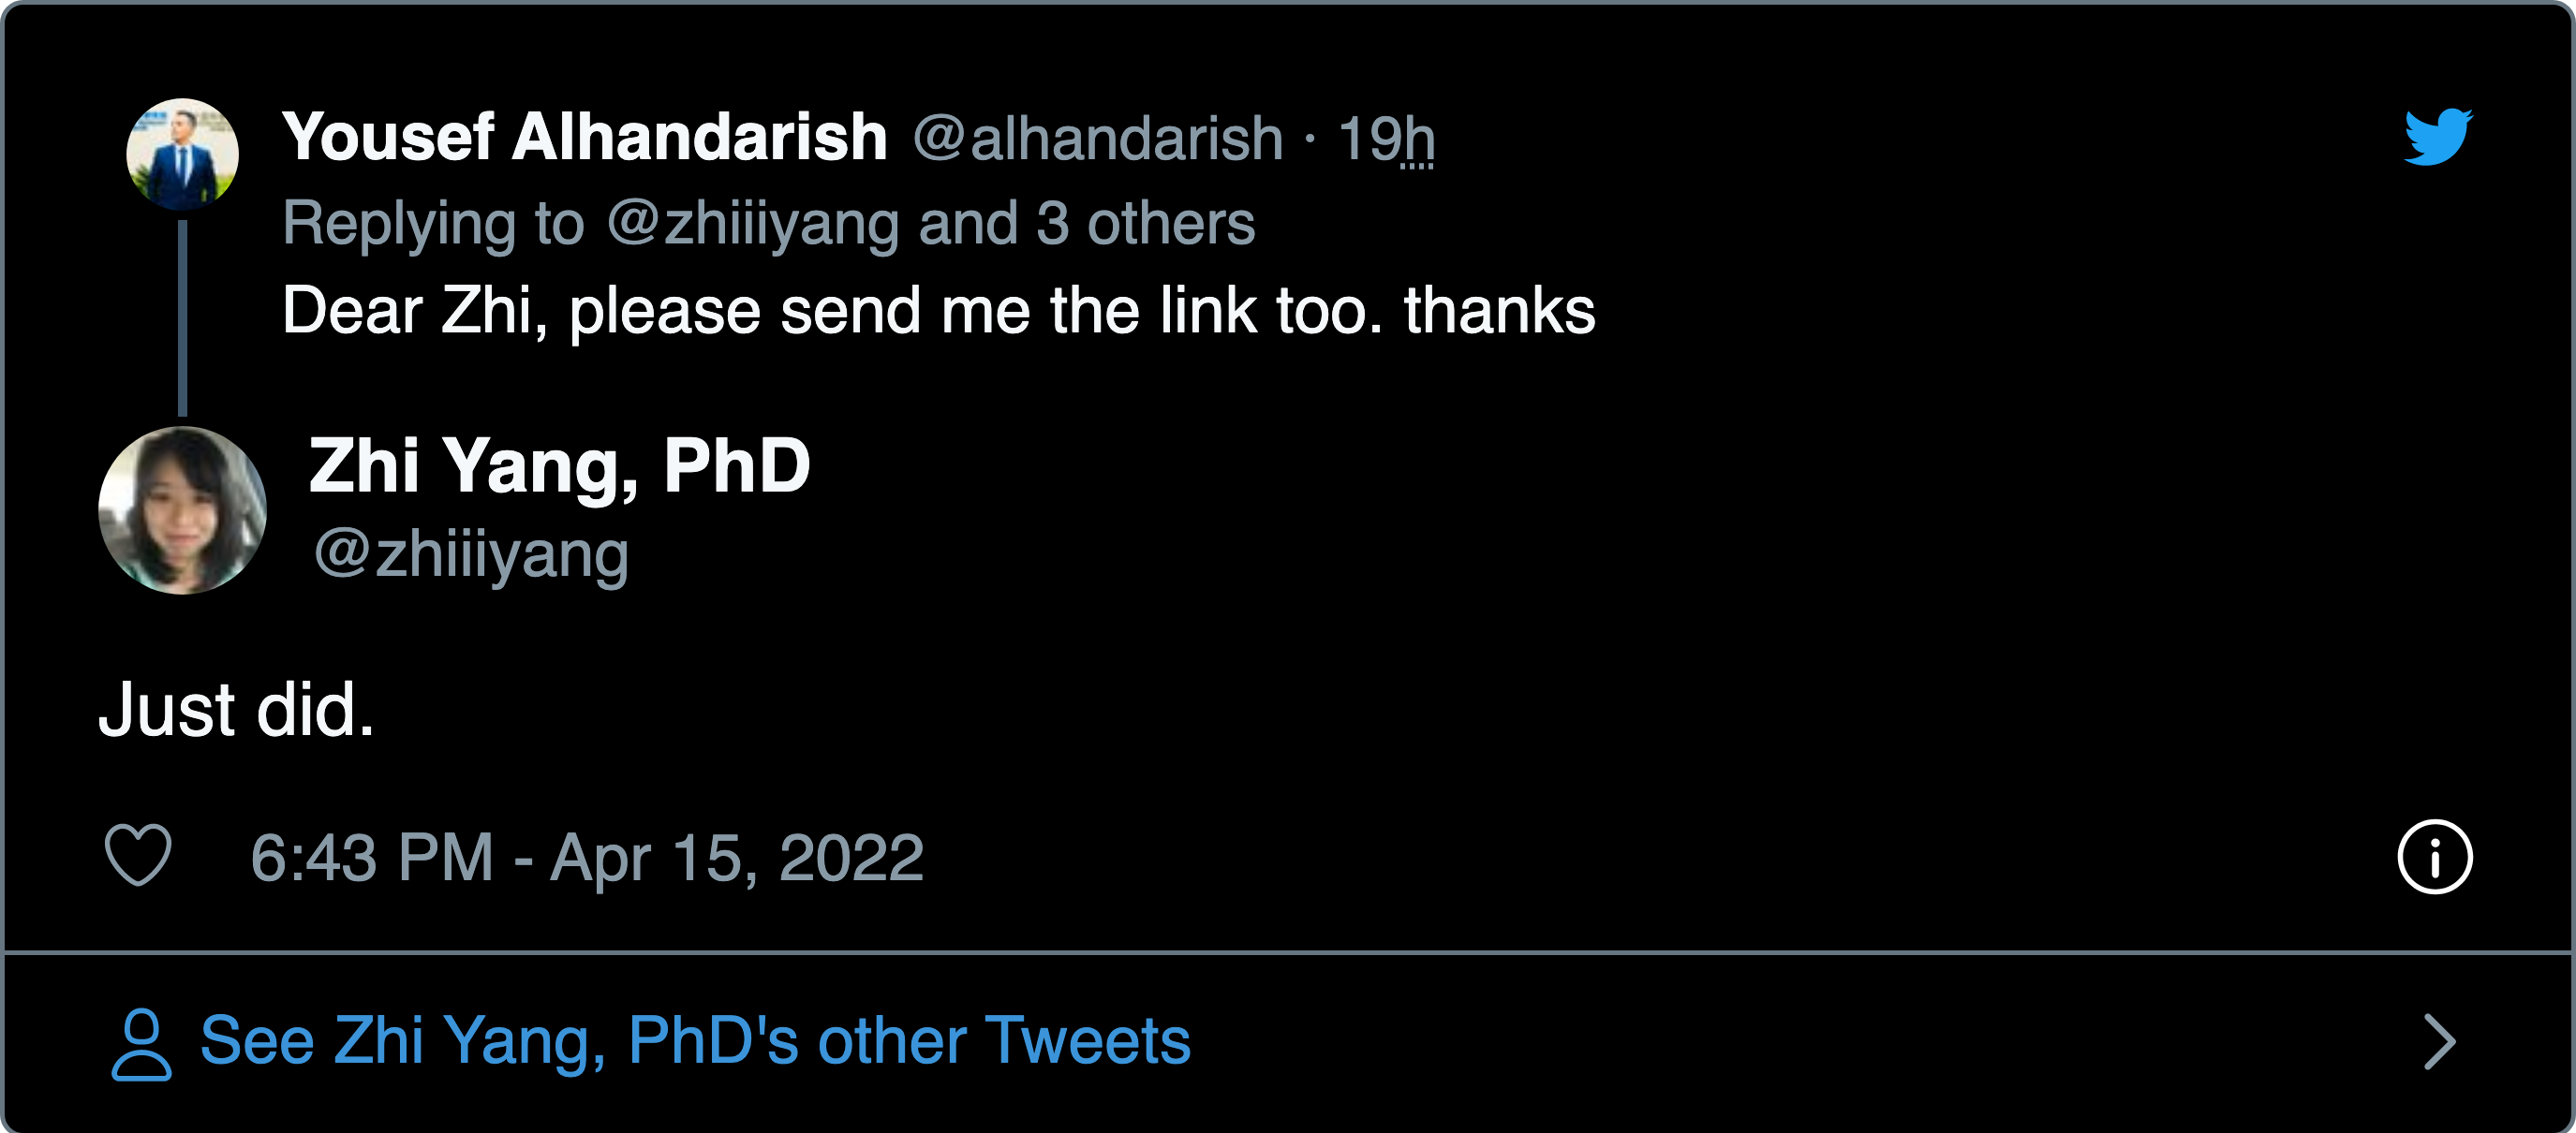 Yousef Alhandarish @alhandarish · 19h
Replying to @zhiiiyang and 3 others
Dear Zhi, please send me the link too. thanks
Zhi Yang, PhD
@zhiiiyang
Just did.
6:43 PM - Apr 15, 2022
See Zhi Yang, PhD's other Tweets